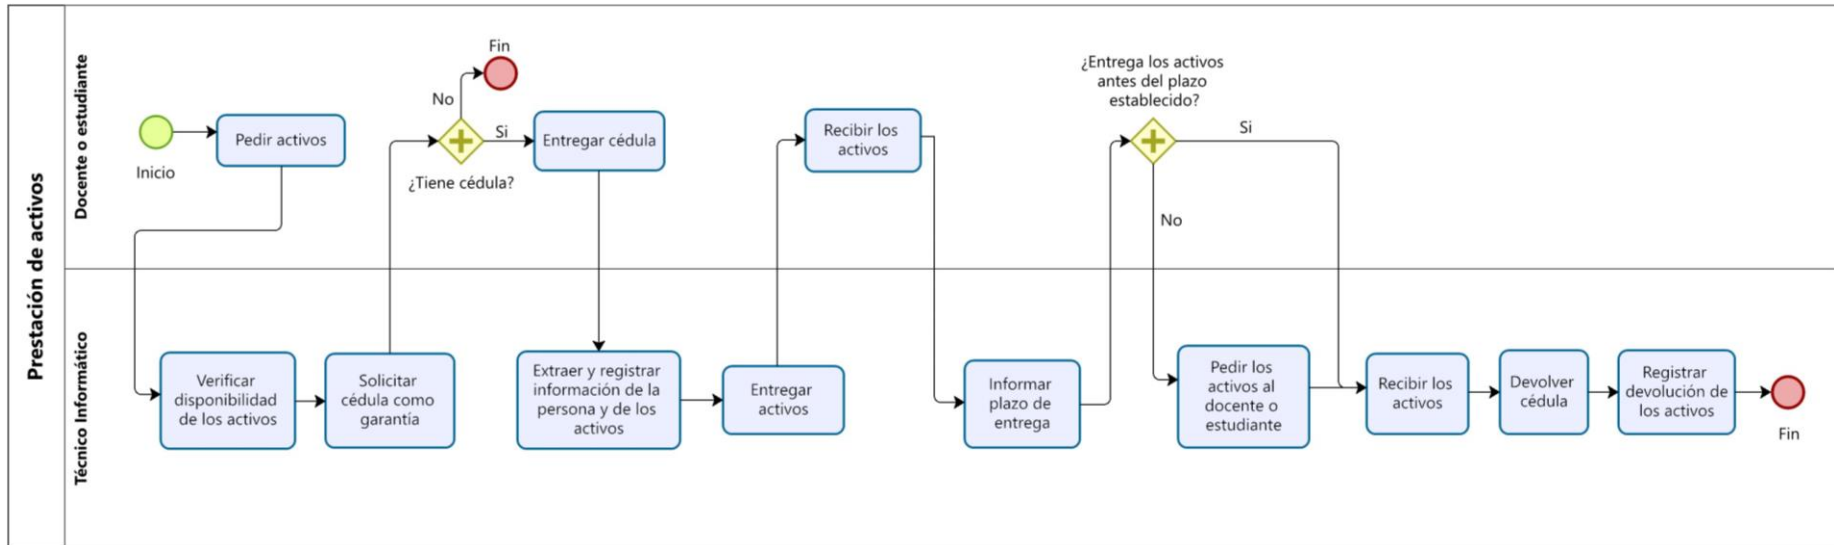 Prestación de activos
Docente o estudiante
Inicio
Pedir activos
¿Tiene cédula?
No
Fin
Si
Entregar cédula
Recibir los
activos
¿Entrega los activos
antes del plazo
establecido?
Si
No
Técnico Informático
Verificar
disponibilidad
de los activos
Solicitar
cédula como
garantía
Extraer y registrar
información de la
persona y de los
activos
Entregar
activos
Informar
plazo de
entrega
Pedir los
activos al
docente o
estudiante
Recibir los
activos
Devolver
cédula
Registrar
devolución de
los activos
Fin